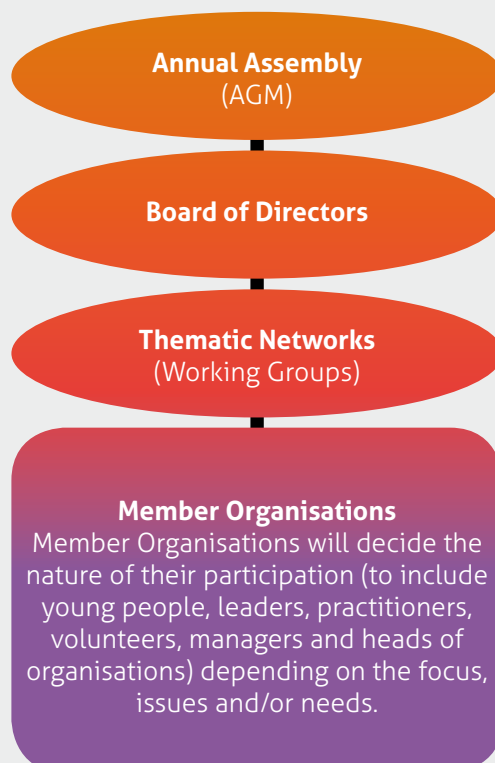 Annual Assembly
(AGM)
Board of Directors
Thematic Networks
(Working Groups)
Member Organisations
Member Organisations will decide the
nature of their participation (to include
young people, leaders, practitioners,
volunteers, managers and heads of
organisations) depending on the focus,
issues and/or needs.